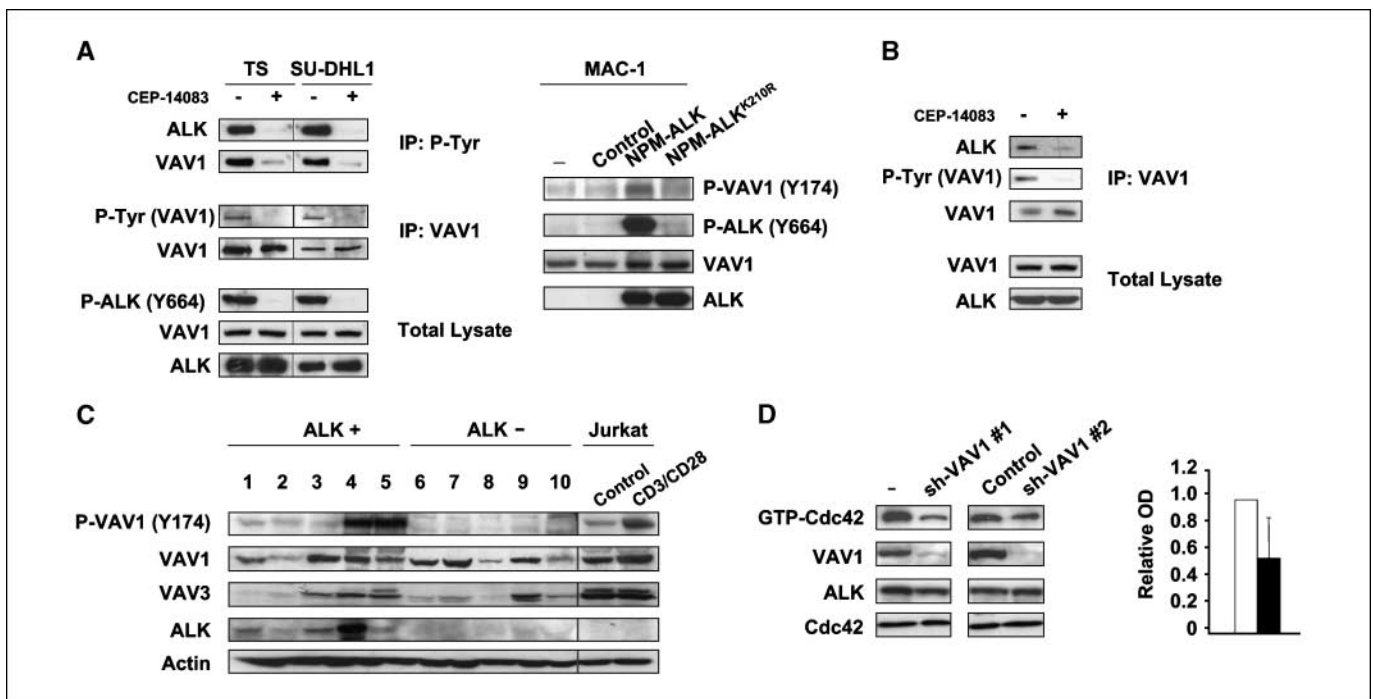 A
TS SU-DHL1
CEP-14083 - + - +
ALK
VAV1
IP: P-Tyr
P-Tyr (VAV1)
VAV1
IP: VAV1
P-ALK (Y664)
VAV1
ALK
Total Lysate
MAC-1
– Control NPM-ALK NPM-ALK^K210R
P-VAV1 (Y174)
P-ALK (Y664)
VAV1
ALK
B
CEP-14083 - +
ALK
P-Tyr (VAV1)
VAV1
IP: VAV1
VAV1
ALK
Total Lysate
C
ALK + ALK – Jurkat
1 2 3 4 5 6 7 8 9 10 Control CD3/CD28
P-VAV1 (Y174)
VAV1
VAV3
ALK
Actin
D
– sh-VAV1 #1 Control sh-VAV1 #2
GTP-Cdc42
VAV1
ALK
Cdc42
Relative OD
1.2
1.0
0.8
0.6
0.4
0.2
0